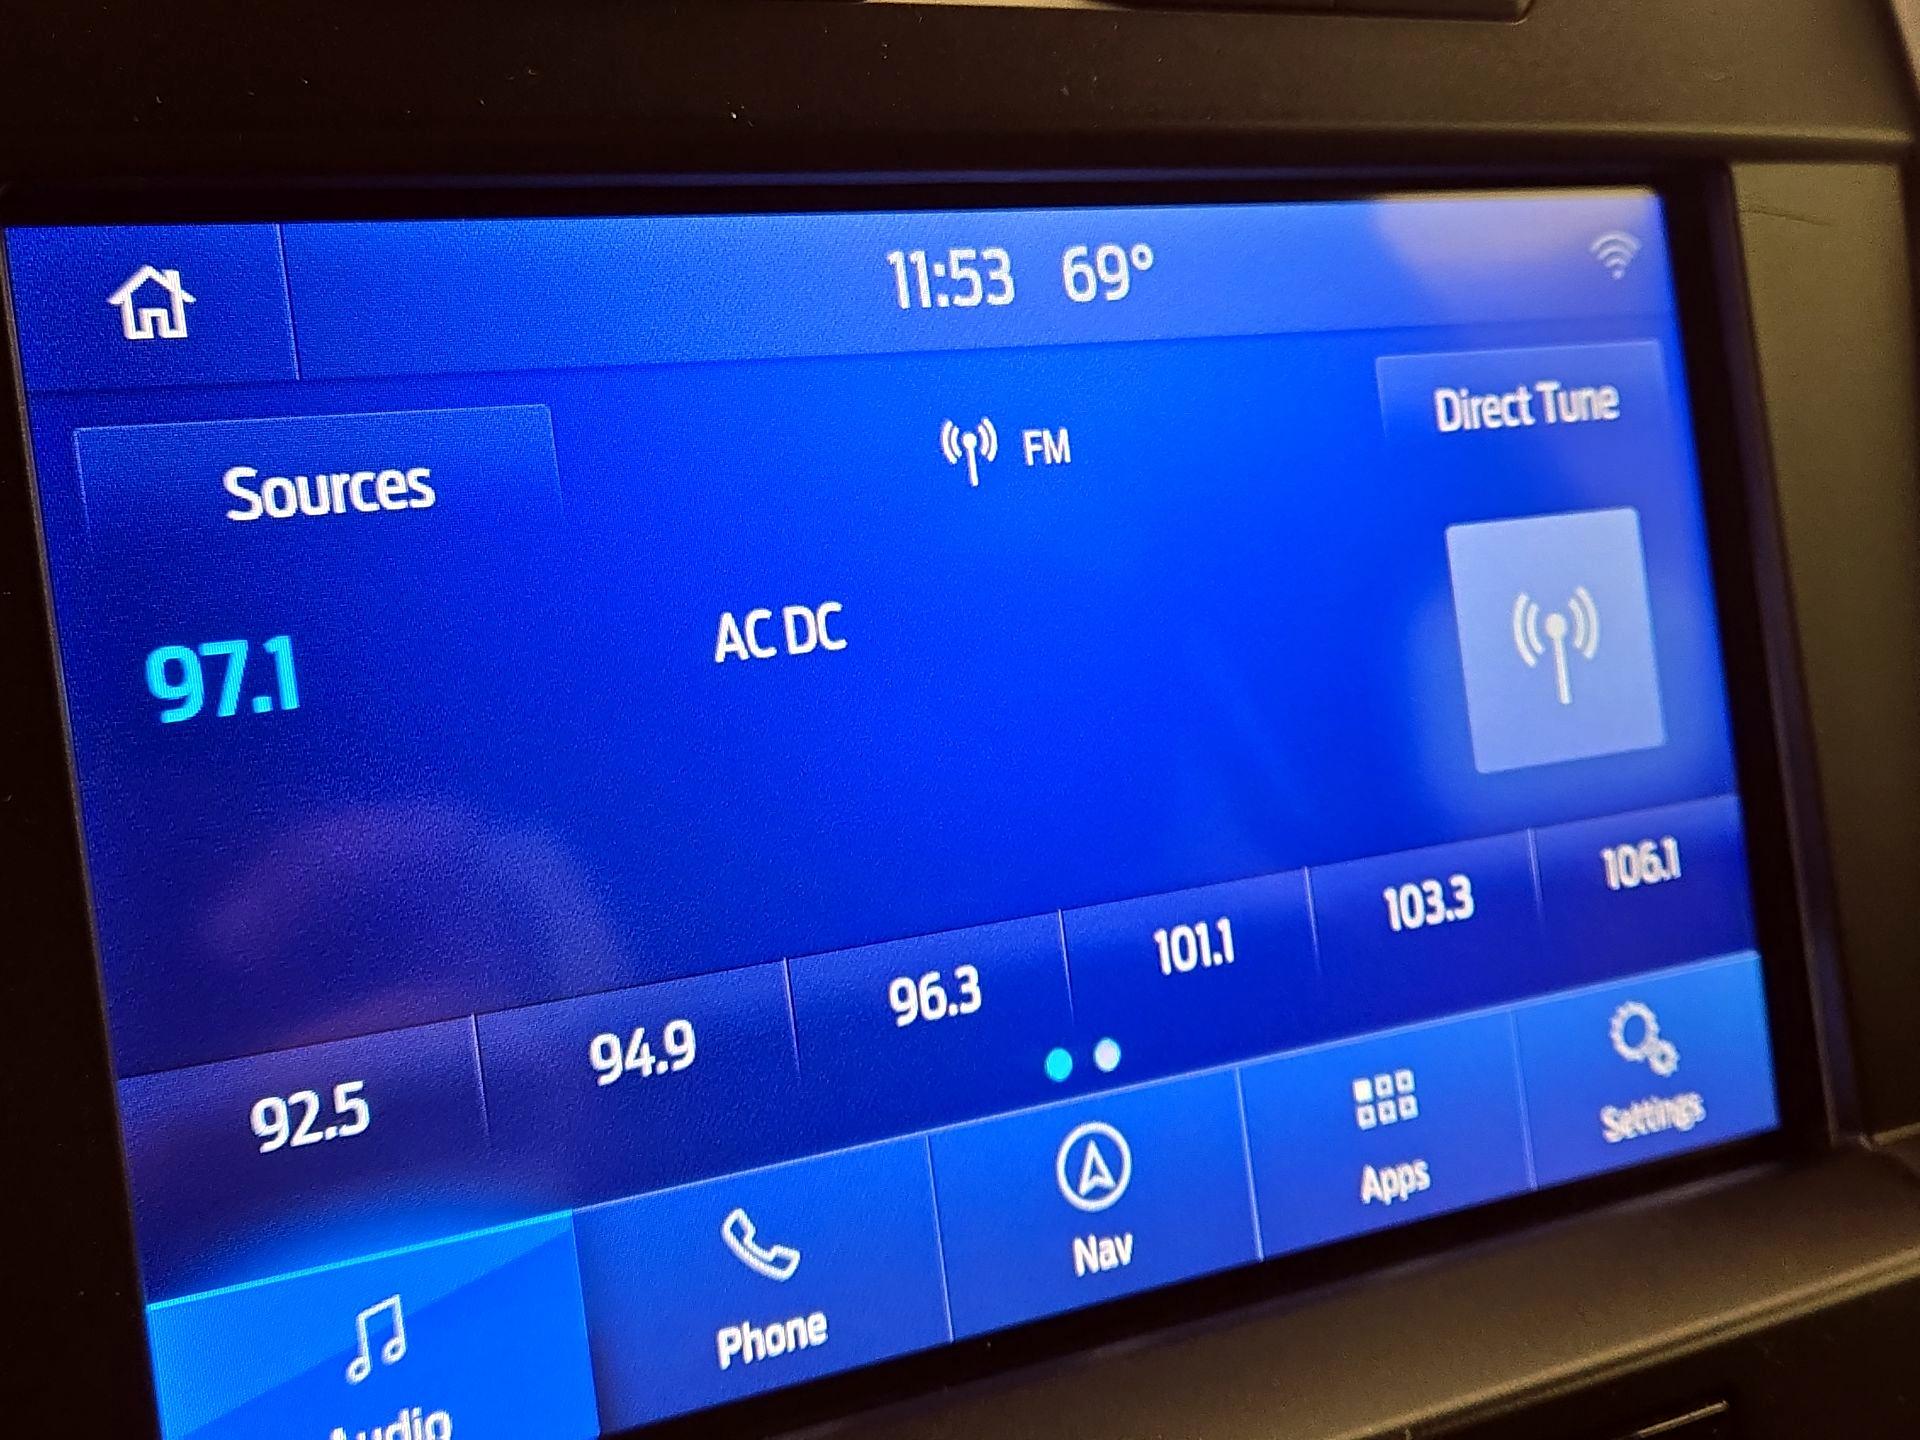 11:53 69°
Direct Tune
FM
Sources
AC DC
97.1
92.5 94.9 96.3 101.1 103.3 106.1
Audio Phone Nav Apps Settings